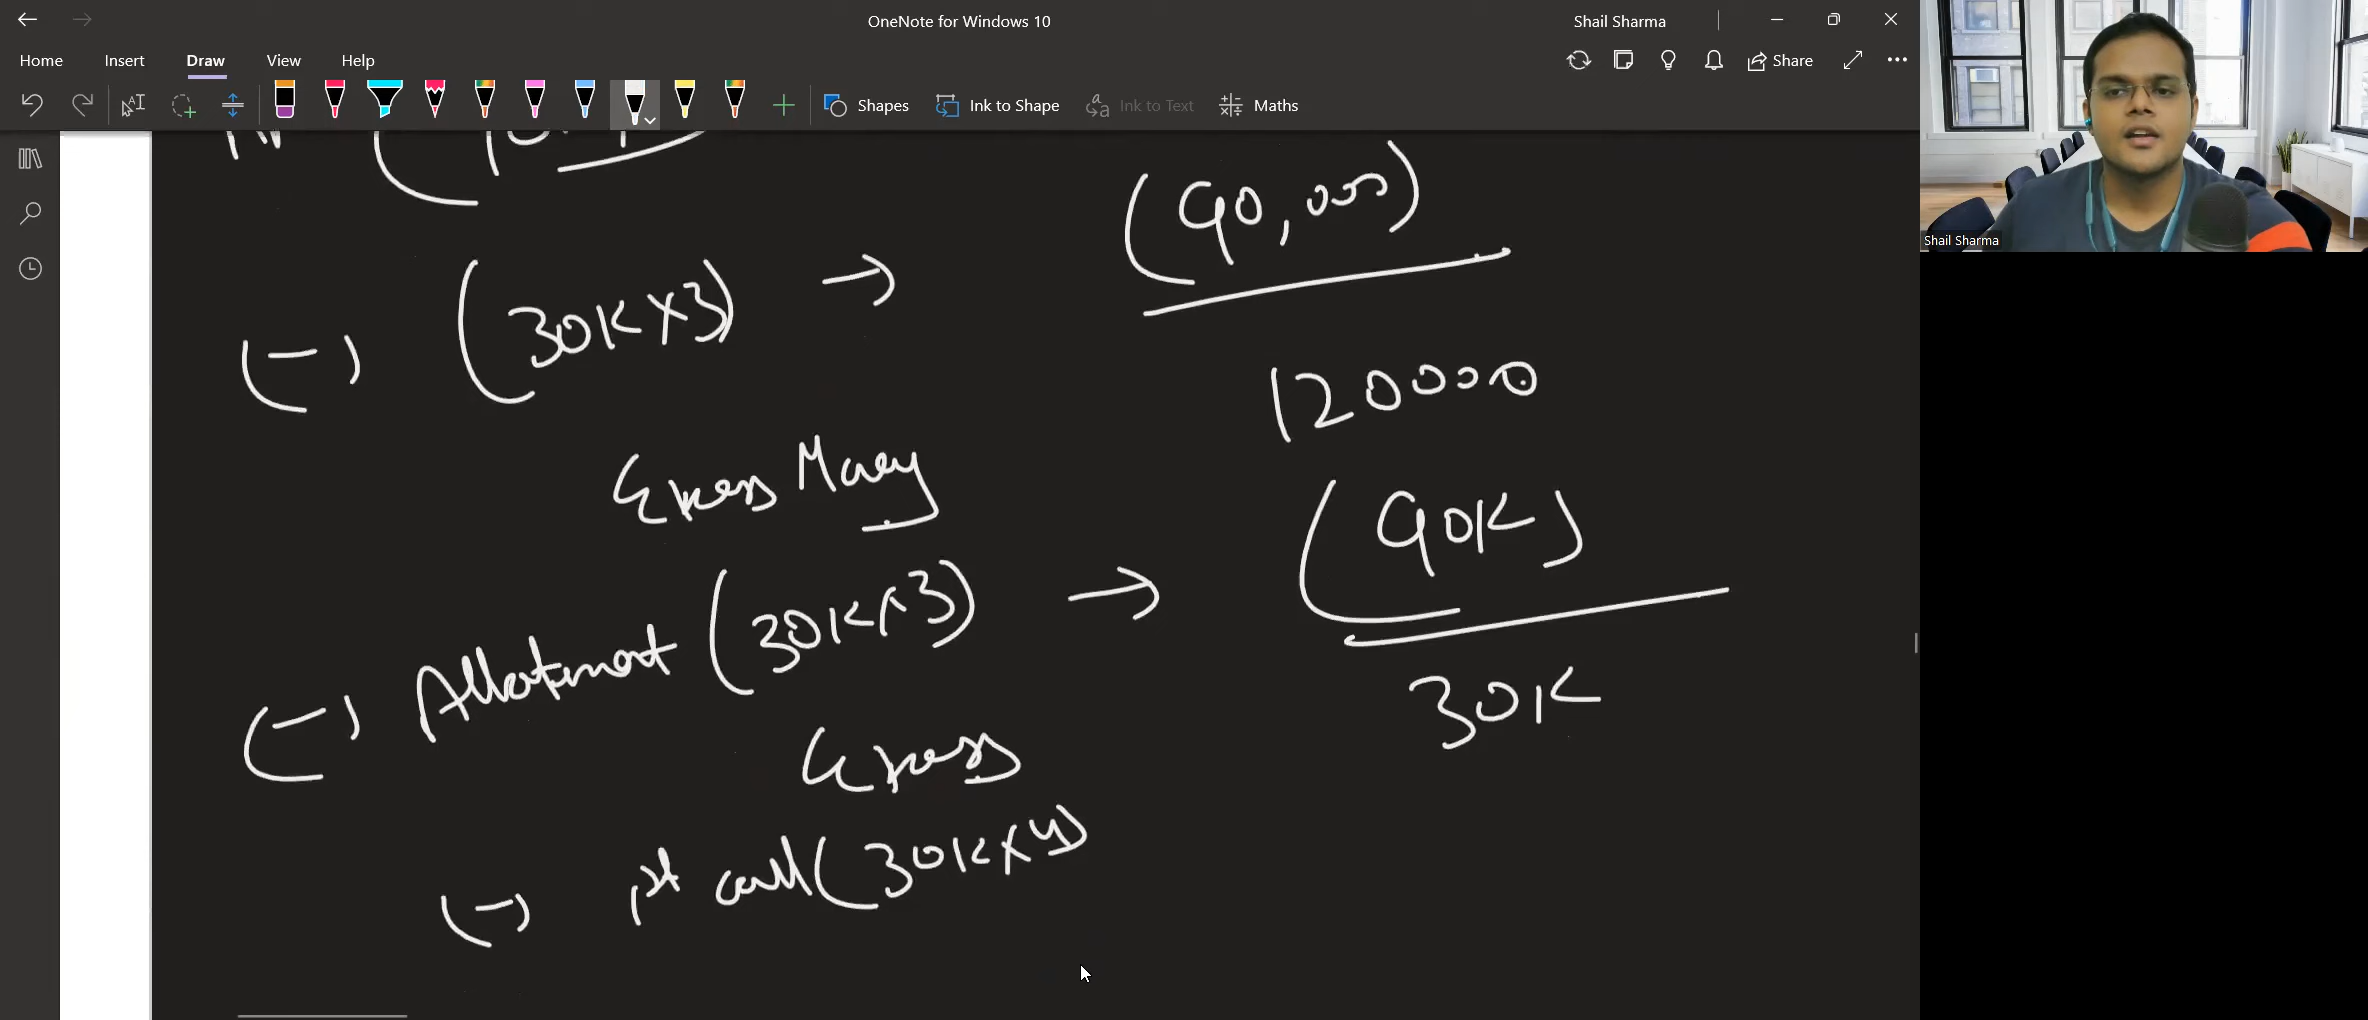 OneNote for Windows 10
Shail Sharma
Home Insert Draw View Help
Share
Shapes Ink to Shape Ink to Text Maths
(90,000)
(-) (30K×3) →
120000
Excess Money
(90K)
(-) Allotment (30K×3) →
30K
Excess
(-) 1st call (30K×4)
Shail Sharma